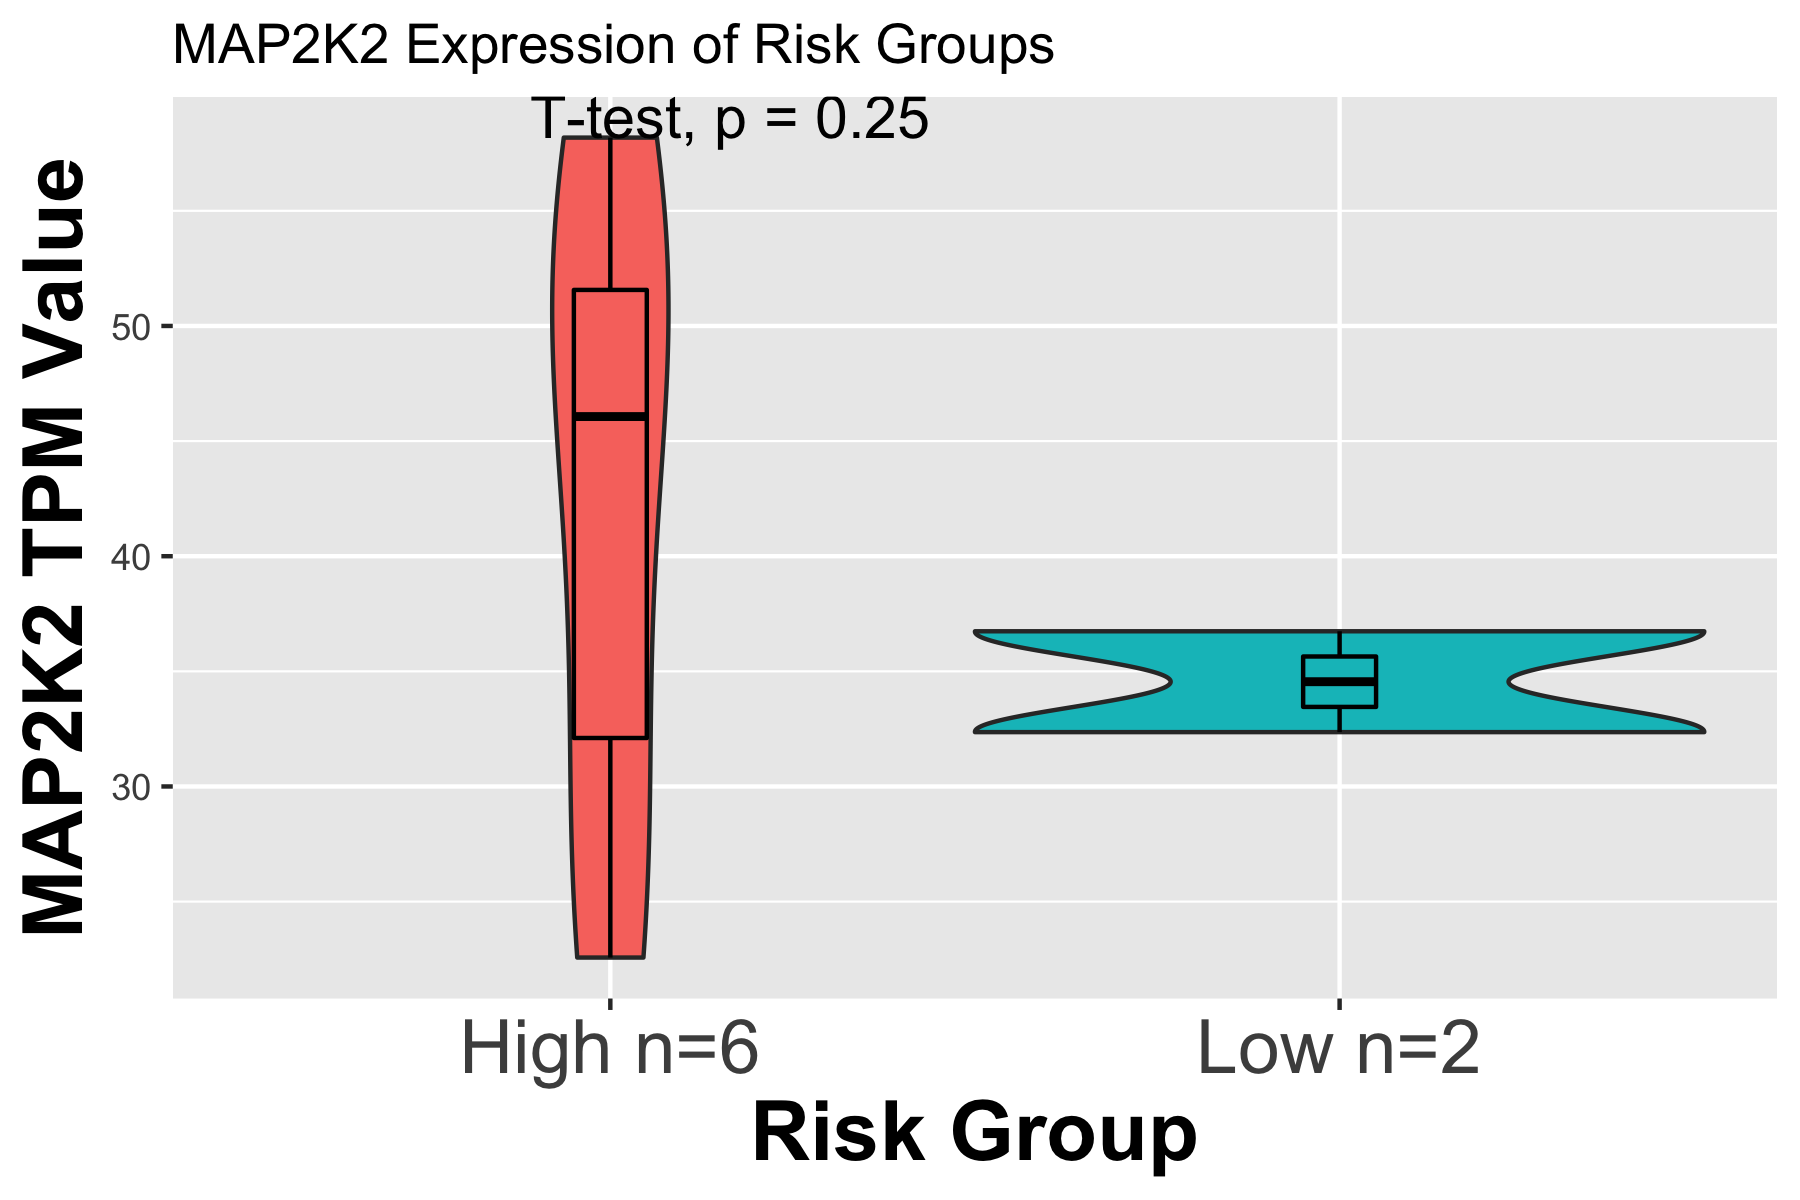 MAP2K2 Expression of Risk Groups
T-test, p = 0.25
MAP2K2 TPM Value
50
40
30
High n=6
Low n=2
Risk Group